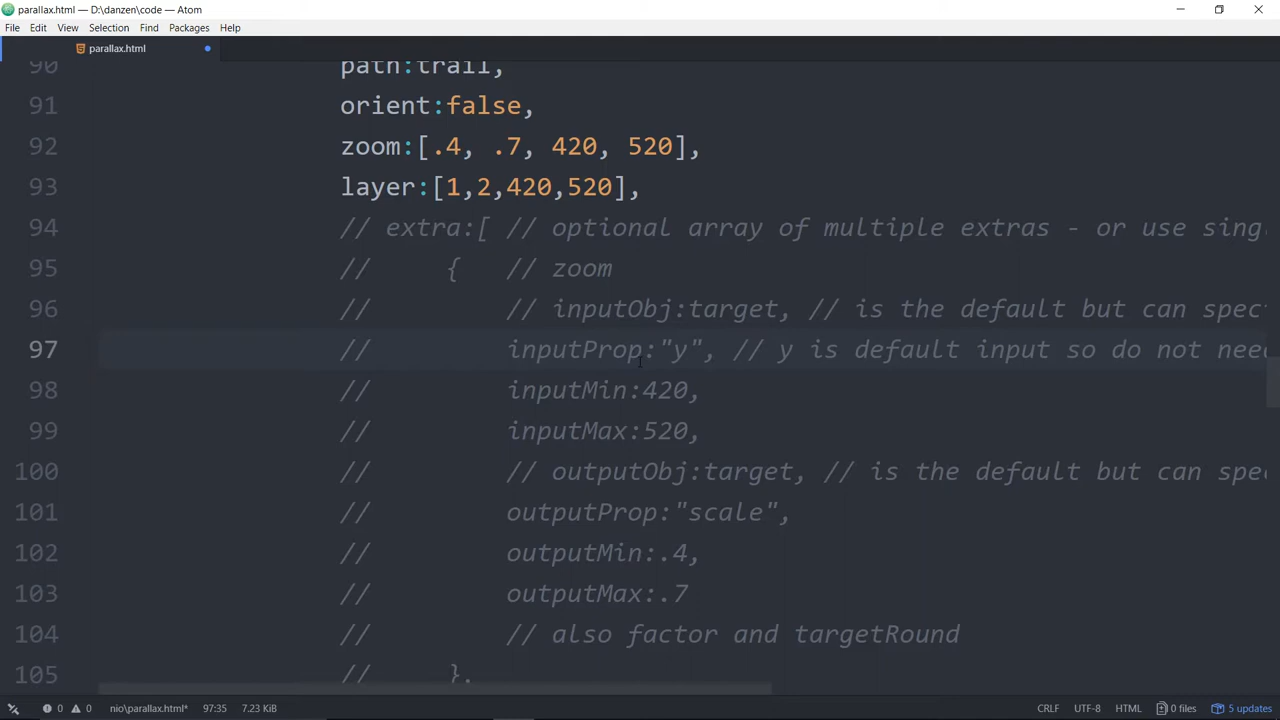 parallax.html — D:\danzen\code — Atom
File Edit View Selection Find Packages Help
parallax.html
90 path:trail,
91 orient:false,
92 zoom:[.4, .7, 420, 520],
93 layer:[1,2,420,520],
94 // extra:[ // optional array of multiple extras - or use sing
95 // { // zoom
96 // // inputObj:target, // is the default but can spec
97 // inputProp:"y", // y is default input so do not nee
98 // inputMin:420,
99 // inputMax:520,
100 // // outputObj:target, // is the default but can spe
101 // outputProp:"scale",
102 // outputMin:.4,
103 // outputMax:.7
104 // // also factor and targetRound
105 // },
0 0 nio\parallax.html* 97:35 7.23 KiB CRLF UTF-8 HTML 0 files 5 updates